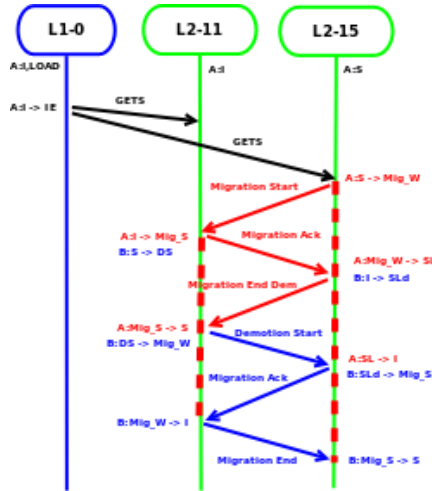 L1-0 L2-11 L2-15
A:I,LOAD A:I A:S
A:I -> IE GETS
GETS
A:S -> Mig_W
Migration Start
A:I -> Mig_S Migration Ack
B:S -> DS
A:Mig_W -> SL
B:I -> SLd
Migration End Dem
A:Mig_S -> S Demotion Start
B:DS -> Mig_W
A:SL -> I
Migration Ack B:SLd -> Mig_S
B:Mig_W -> I
Migration End B:Mig_S -> S